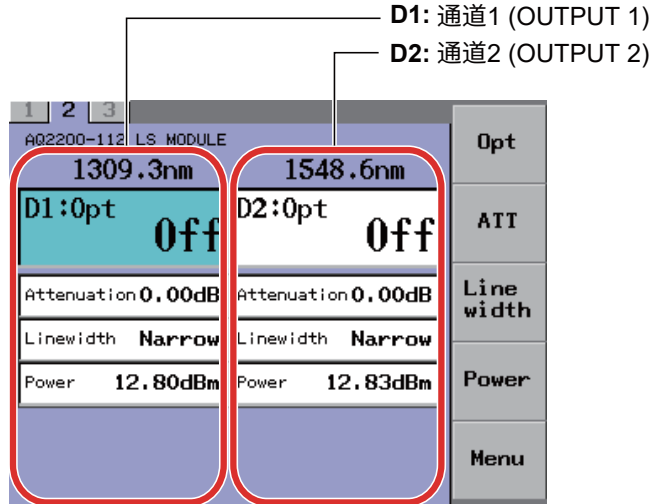 D1: 通道1 (OUTPUT 1)
D2: 通道2 (OUTPUT 2)
1 2 3
AQ2200-112 LS MODULE
1309.3nm 1548.6nm
D1:Opt Off
D2:Opt Off
Attenuation 0.00dB Attenuation 0.00dB
Linewidth Narrow Linewidth Narrow
Power 12.80dBm Power 12.83dBm
Opt
ATT
Line
width
Power
Menu